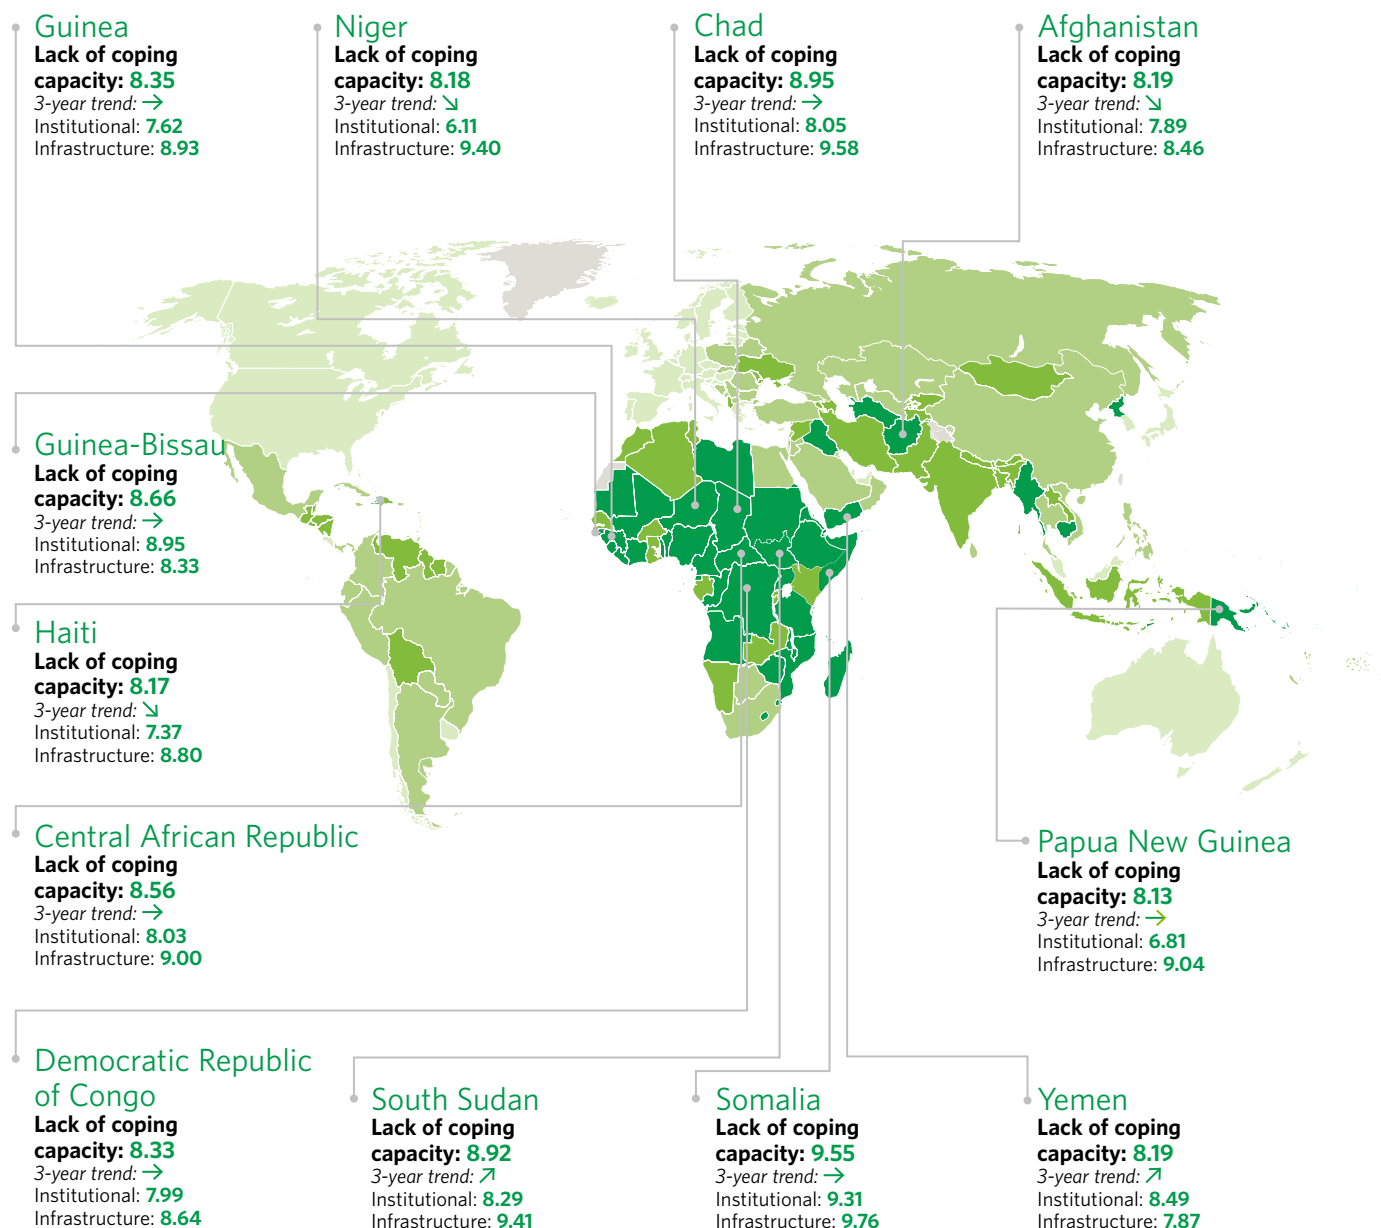 Guinea
Lack of coping
capacity: 8.35
3-year trend: →
Institutional: 7.62
Infrastructure: 8.93
Niger
Lack of coping
capacity: 8.18
3-year trend: ↘
Institutional: 6.11
Infrastructure: 9.40
Chad
Lack of coping
capacity: 8.95
3-year trend: →
Institutional: 8.05
Infrastructure: 9.58
Afghanistan
Lack of coping
capacity: 8.19
3-year trend: ↘
Institutional: 7.89
Infrastructure: 8.46
Guinea-Bissau
Lack of coping
capacity: 8.66
3-year trend: →
Institutional: 8.95
Infrastructure: 8.33
Haiti
Lack of coping
capacity: 8.17
3-year trend: ↘
Institutional: 7.37
Infrastructure: 8.80
Central African Republic
Lack of coping
capacity: 8.56
3-year trend: →
Institutional: 8.03
Infrastructure: 9.00
Papua New Guinea
Lack of coping
capacity: 8.13
3-year trend: →
Institutional: 6.81
Infrastructure: 9.04
Democratic Republic
of Congo
Lack of coping
capacity: 8.33
3-year trend: →
Institutional: 7.99
Infrastructure: 8.64
South Sudan
Lack of coping
capacity: 8.92
3-year trend: ↗
Institutional: 8.29
Infrastructure: 9.41
Somalia
Lack of coping
capacity: 9.55
3-year trend: →
Institutional: 9.31
Infrastructure: 9.76
Yemen
Lack of coping
capacity: 8.19
3-year trend: ↗
Institutional: 8.49
Infrastructure: 7.87